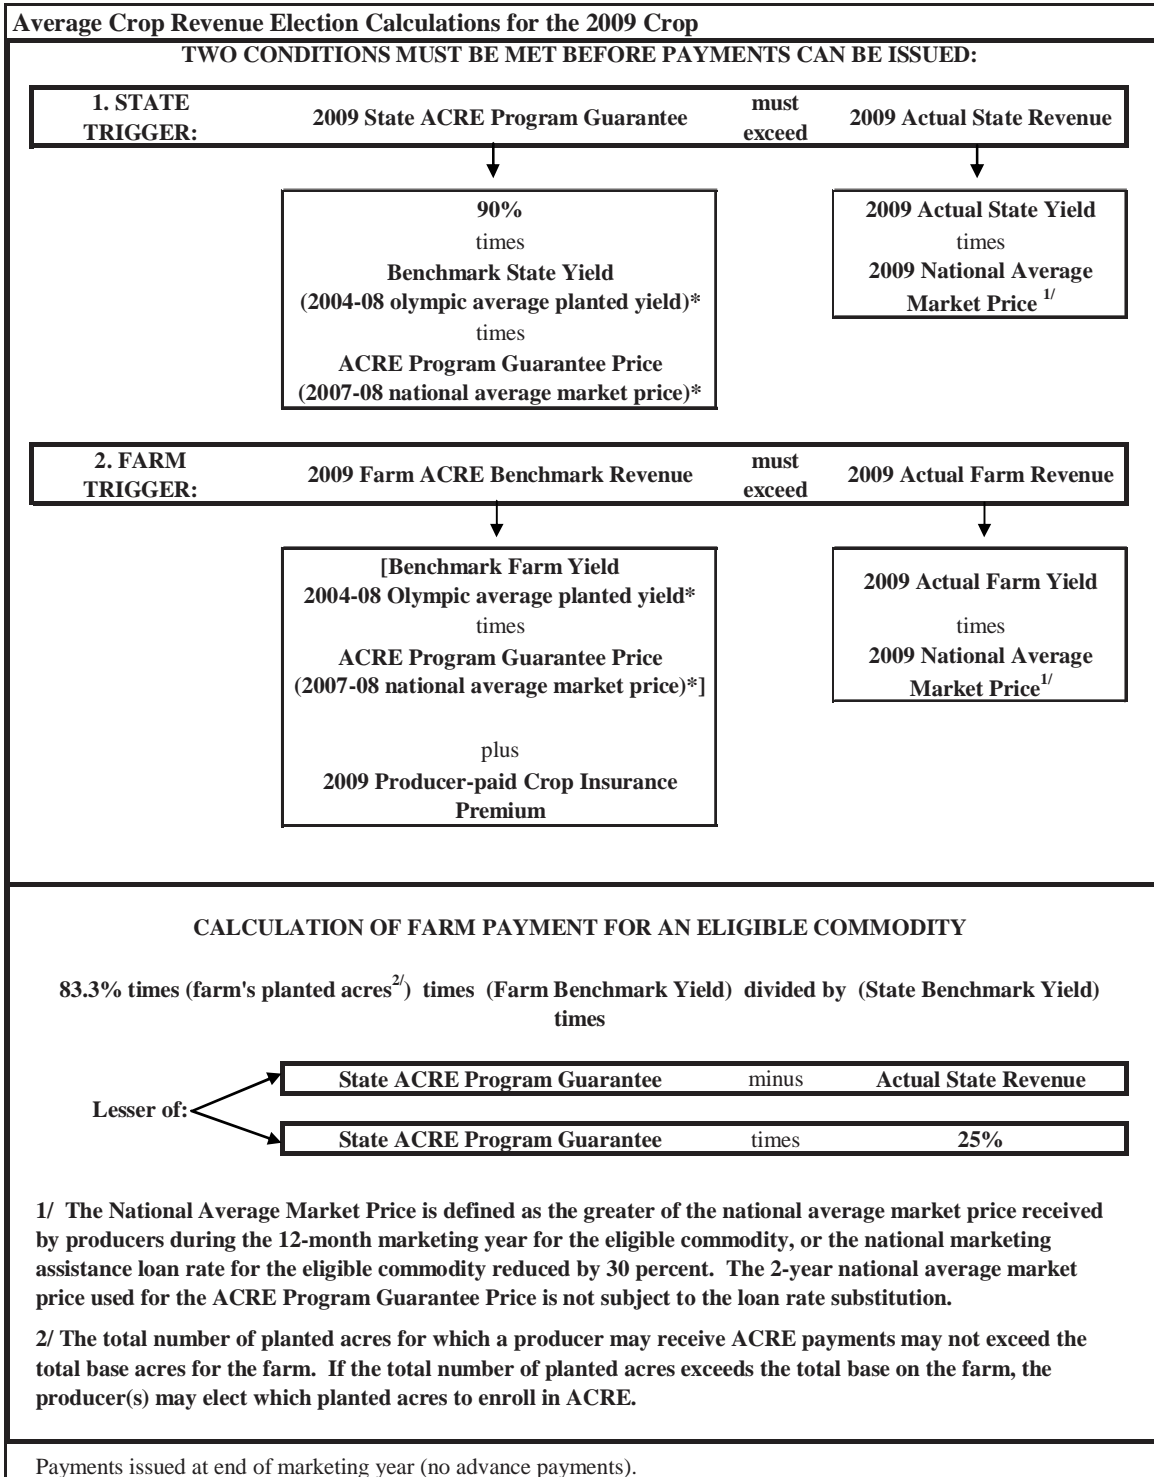 Average Crop Revenue Election Calculations for the 2009 Crop
TWO CONDITIONS MUST BE MET BEFORE PAYMENTS CAN BE ISSUED:
1. STATE TRIGGER:
2009 State ACRE Program Guarantee
must exceed
2009 Actual State Revenue
90%
times
Benchmark State Yield
(2004-08 olympic average planted yield)*
times
ACRE Program Guarantee Price
(2007-08 national average market price)*
2009 Actual State Yield
times
2009 National Average
Market Price 1/
2. FARM TRIGGER:
2009 Farm ACRE Benchmark Revenue
must exceed
2009 Actual Farm Revenue
[Benchmark Farm Yield
2004-08 Olympic average planted yield*
times
ACRE Program Guarantee Price
(2007-08 national average market price)*]
plus
2009 Producer-paid Crop Insurance
Premium
2009 Actual Farm Yield
times
2009 National Average
Market Price1/
CALCULATION OF FARM PAYMENT FOR AN ELIGIBLE COMMODITY
83.3% times (farm's planted acres2/) times (Farm Benchmark Yield) divided by (State Benchmark Yield)
times
Lesser of:
State ACRE Program Guarantee minus Actual State Revenue
State ACRE Program Guarantee times 25%
1/ The National Average Market Price is defined as the greater of the national average market price received
by producers during the 12-month marketing year for the eligible commodity, or the national marketing
assistance loan rate for the eligible commodity reduced by 30 percent. The 2-year national average market
price used for the ACRE Program Guarantee Price is not subject to the loan rate substitution.
2/ The total number of planted acres for which a producer may receive ACRE payments may not exceed the
total base acres for the farm. If the total number of planted acres exceeds the total base on the farm, the
producer(s) may elect which planted acres to enroll in ACRE.
Payments issued at end of marketing year (no advance payments).